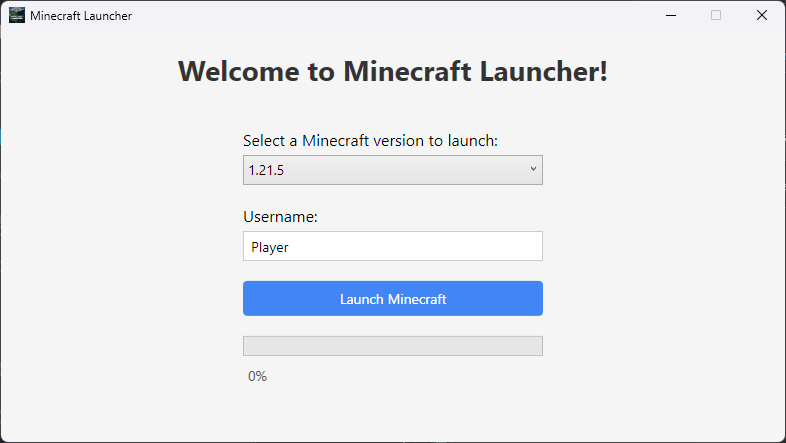 Minecraft Launcher
Welcome to Minecraft Launcher!
Select a Minecraft version to launch:
1.21.5
Username:
Player
Launch Minecraft
0%